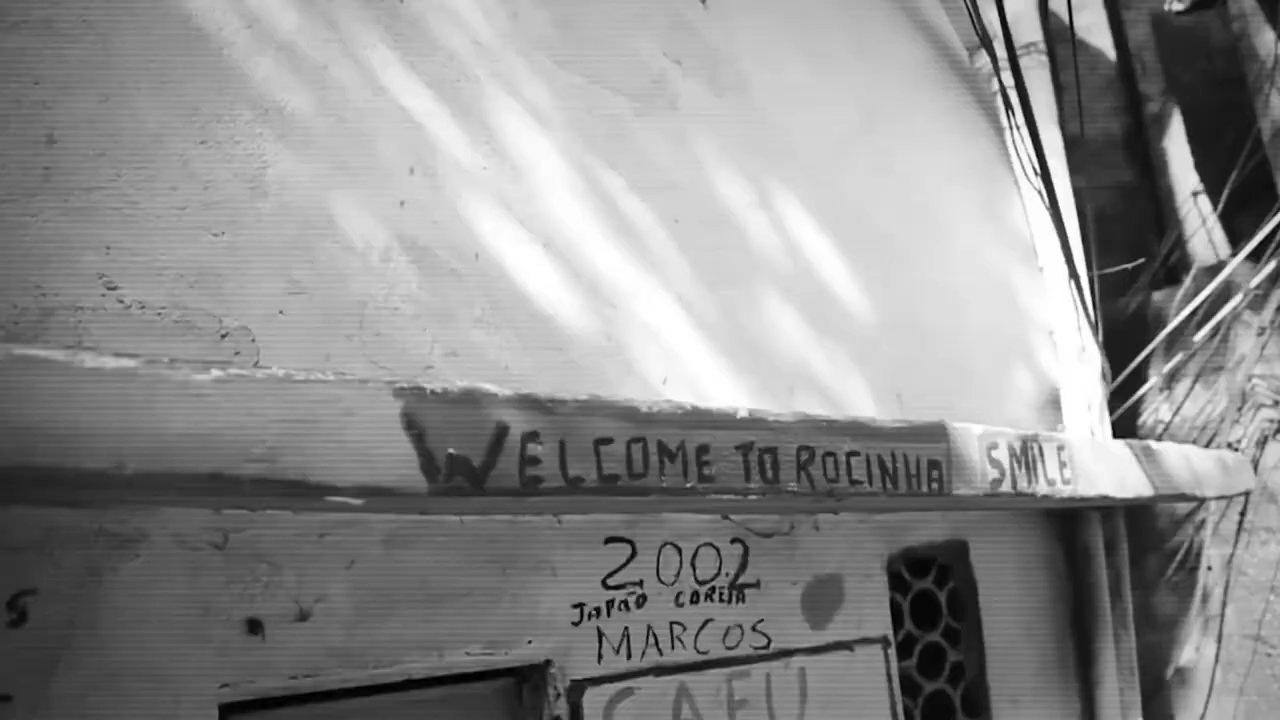 WELCOME TO ROCINHA SMILE
2002
JAPÃO COREIA
MARCOS
CAFU
S